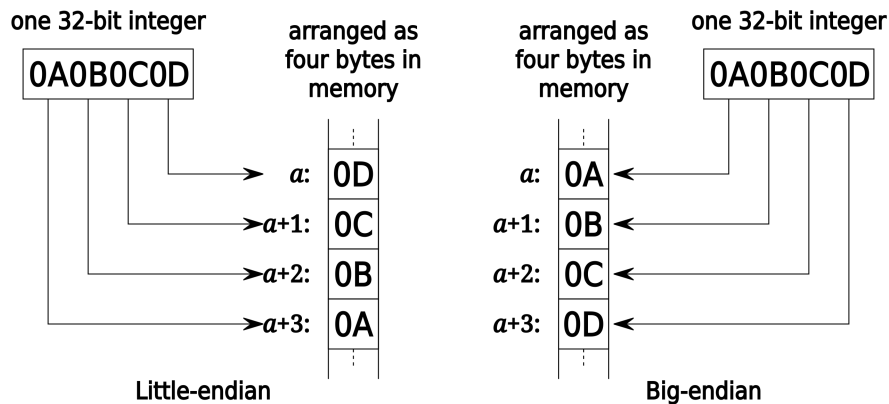 one 32-bit integer
0A0B0C0D
arranged as
four bytes in
memory
a: 0D
a+1: 0C
a+2: 0B
a+3: 0A
Little-endian
arranged as
four bytes in
memory
one 32-bit integer
0A0B0C0D
a: 0A
a+1: 0B
a+2: 0C
a+3: 0D
Big-endian